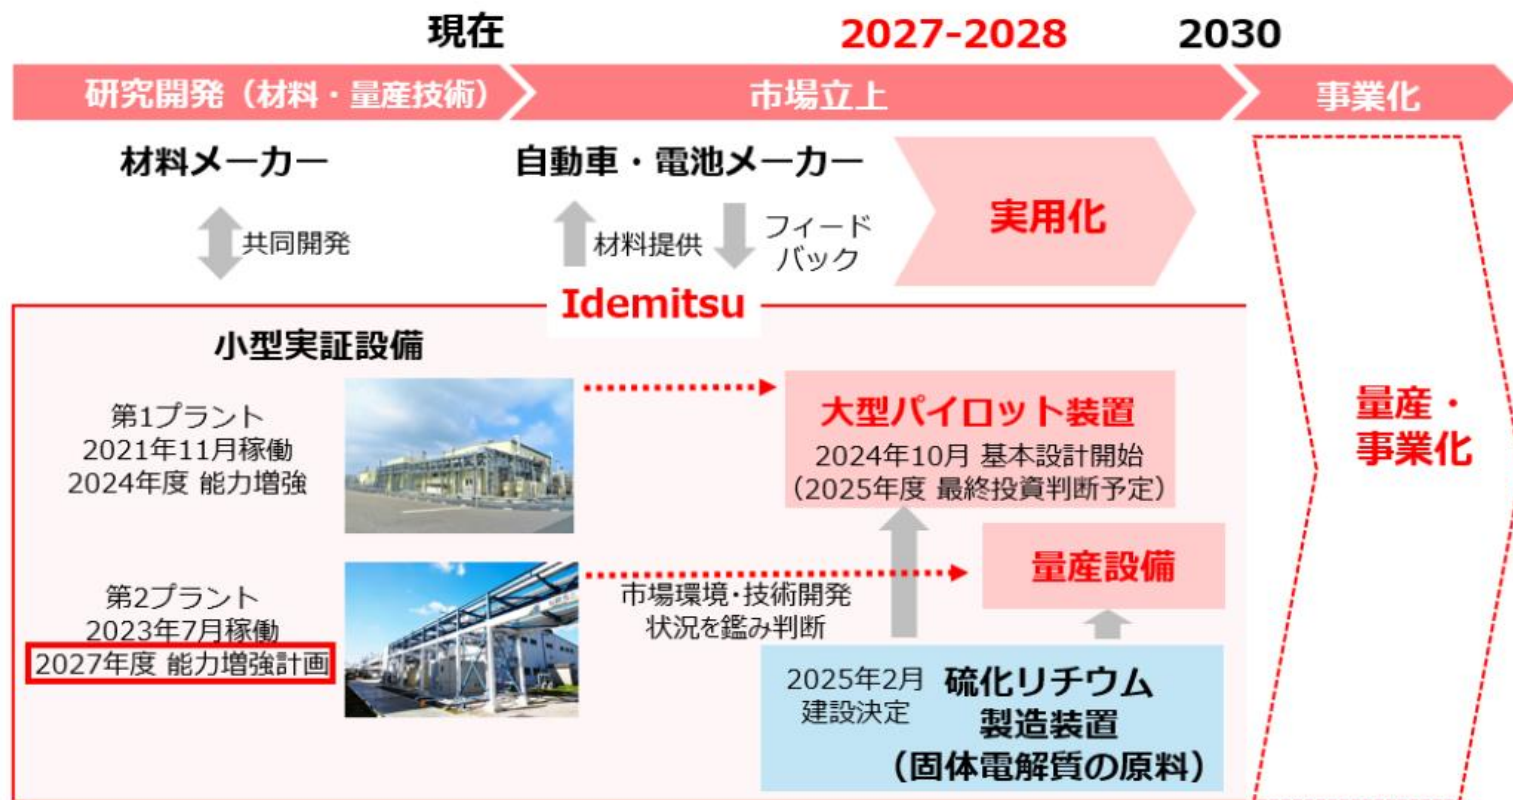 現在
2027-2028
2030
研究開発（材料・量産技術）
市場立上
事業化
材料メーカー
共同開発
自動車・電池メーカー
材料提供
フィード
バック
実用化
Idemitsu
小型実証設備
第1プラント
2021年11月稼働
2024年度 能力増強
大型パイロット装置
2024年10月 基本設計開始
（2025年度 最終投資判断予定）
第2プラント
2023年7月稼働
2027年度 能力増強計画
市場環境・技術開発
状況を鑑み判断
量産設備
2025年2月
建設決定
硫化リチウム
製造装置
（固体電解質の原料）
量産・
事業化